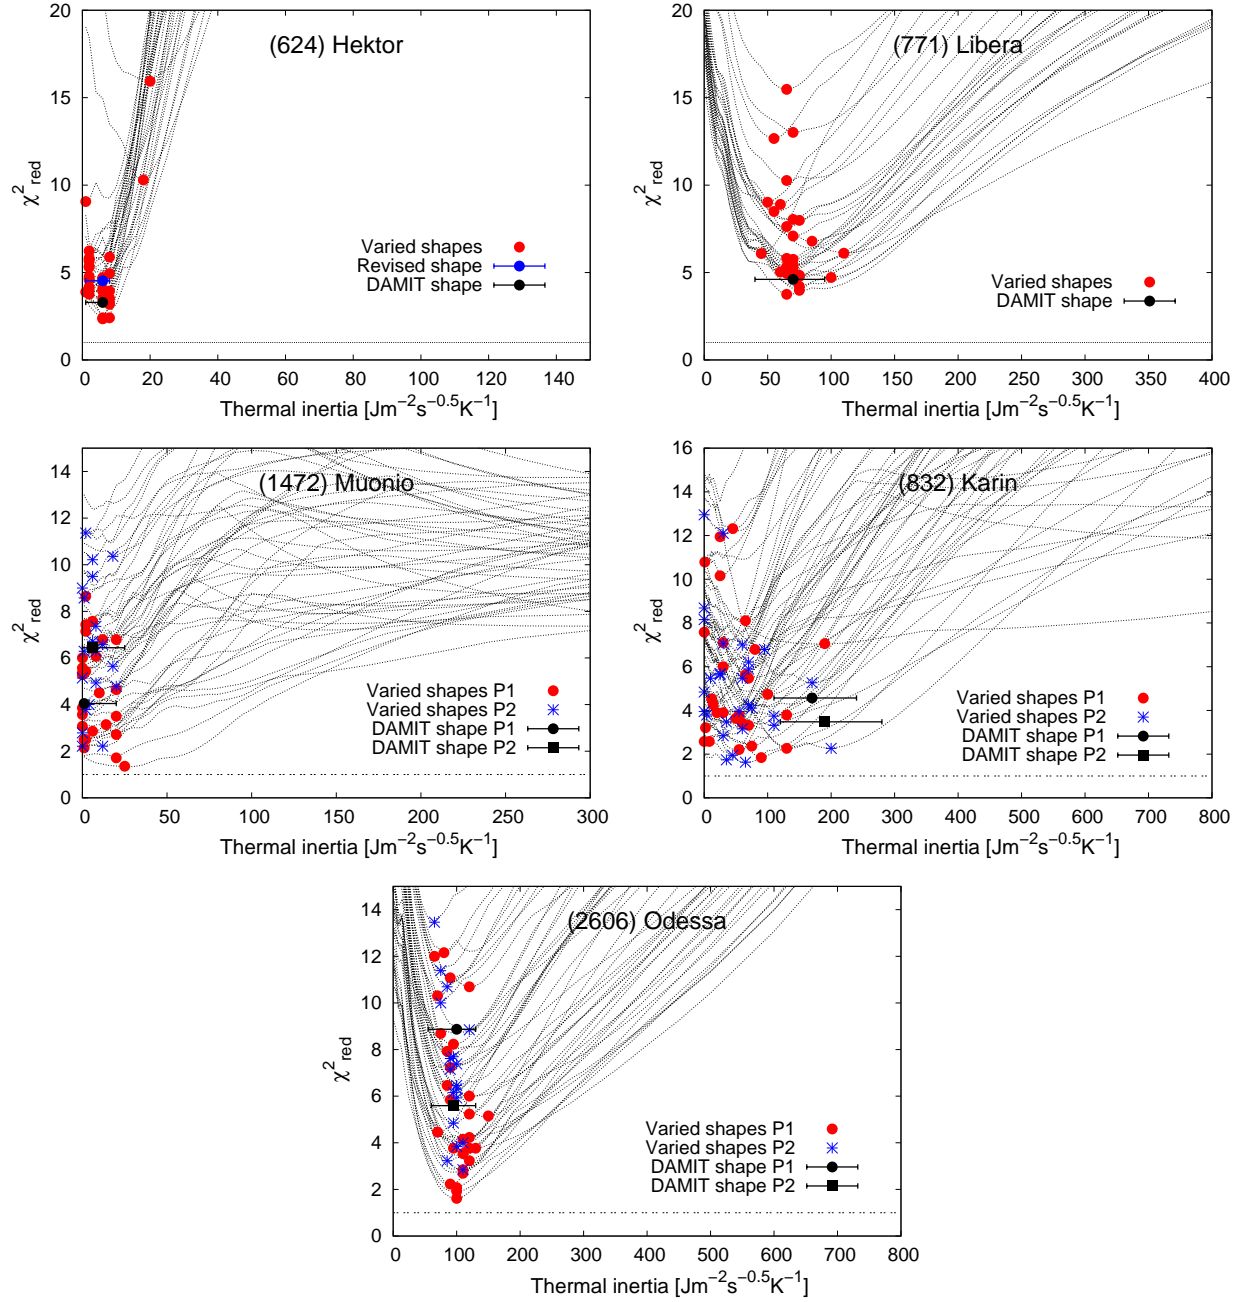 (624) Hektor
20
15
10
5
0
χ²red
Varied shapes
Revised shape
DAMIT shape
0 20 40 60 80 100 120 140
Thermal inertia [Jm⁻²s⁻⁰·⁵K⁻¹]
(771) Libera
20
15
10
5
0
χ²red
Varied shapes
DAMIT shape
0 50 100 150 200 250 300 350 400
Thermal inertia [Jm⁻²s⁻⁰·⁵K⁻¹]
(1472) Muonio
14
12
10
8
6
4
2
0
χ²red
Varied shapes P1
Varied shapes P2
DAMIT shape P1
DAMIT shape P2
0 50 100 150 200 250 300
Thermal inertia [Jm⁻²s⁻⁰·⁵K⁻¹]
(832) Karin
16
14
12
10
8
6
4
2
0
χ²red
Varied shapes P1
Varied shapes P2
DAMIT shape P1
DAMIT shape P2
0 100 200 300 400 500 600 700 800
Thermal inertia [Jm⁻²s⁻⁰·⁵K⁻¹]
(2606) Odessa
14
12
10
8
6
4
2
0
χ²red
Varied shapes P1
Varied shapes P2
DAMIT shape P1
DAMIT shape P2
0 100 200 300 400 500 600 700 800
Thermal inertia [Jm⁻²s⁻⁰·⁵K⁻¹]